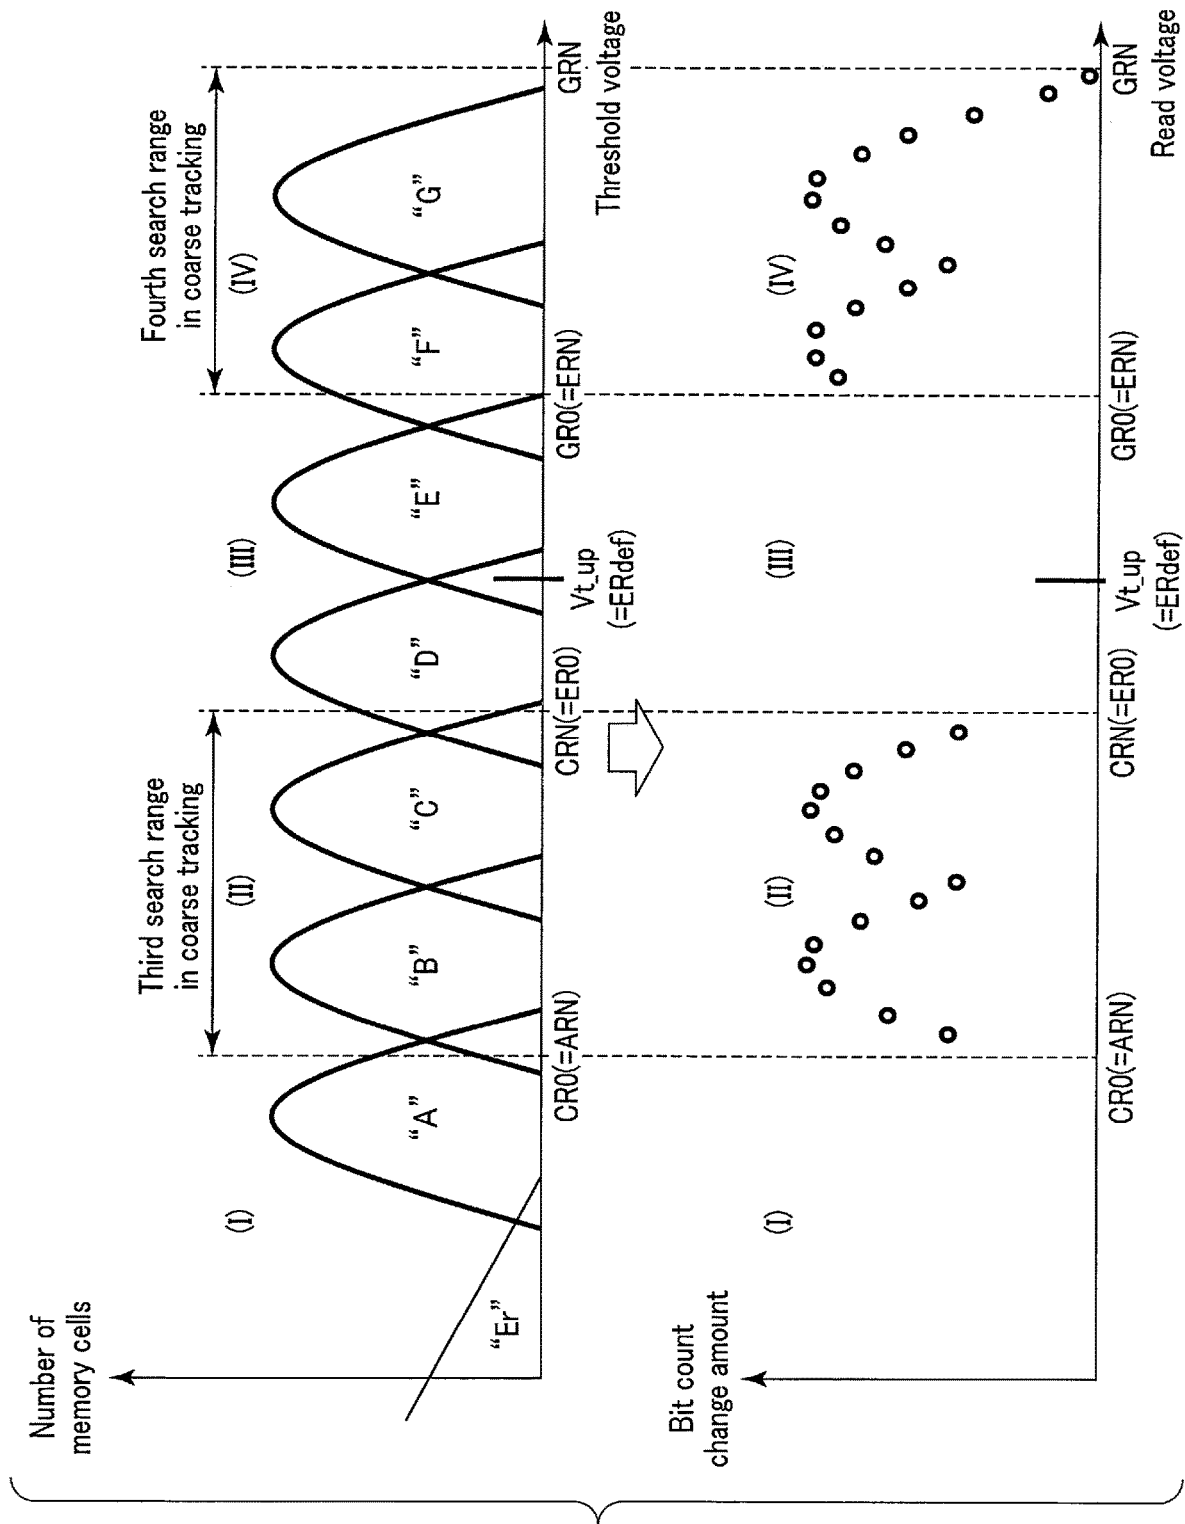 Number of
memory cells
Third search range
in coarse tracking
Fourth search range
in coarse tracking
(I)
(II)
(III)
(IV)
“Er”
“A”
“B”
“C”
“D”
“E”
“F”
“G”
CR0(=ARN)
CRN(=ER0)
Vt_up
(=ERdef)
GR0(=ERN)
GRN
Threshold voltage
Bit count
change amount
(I)
(II)
(III)
(IV)
CR0(=ARN)
CRN(=ER0)
Vt_up
(=ERdef)
GR0(=ERN)
GRN
Read voltage